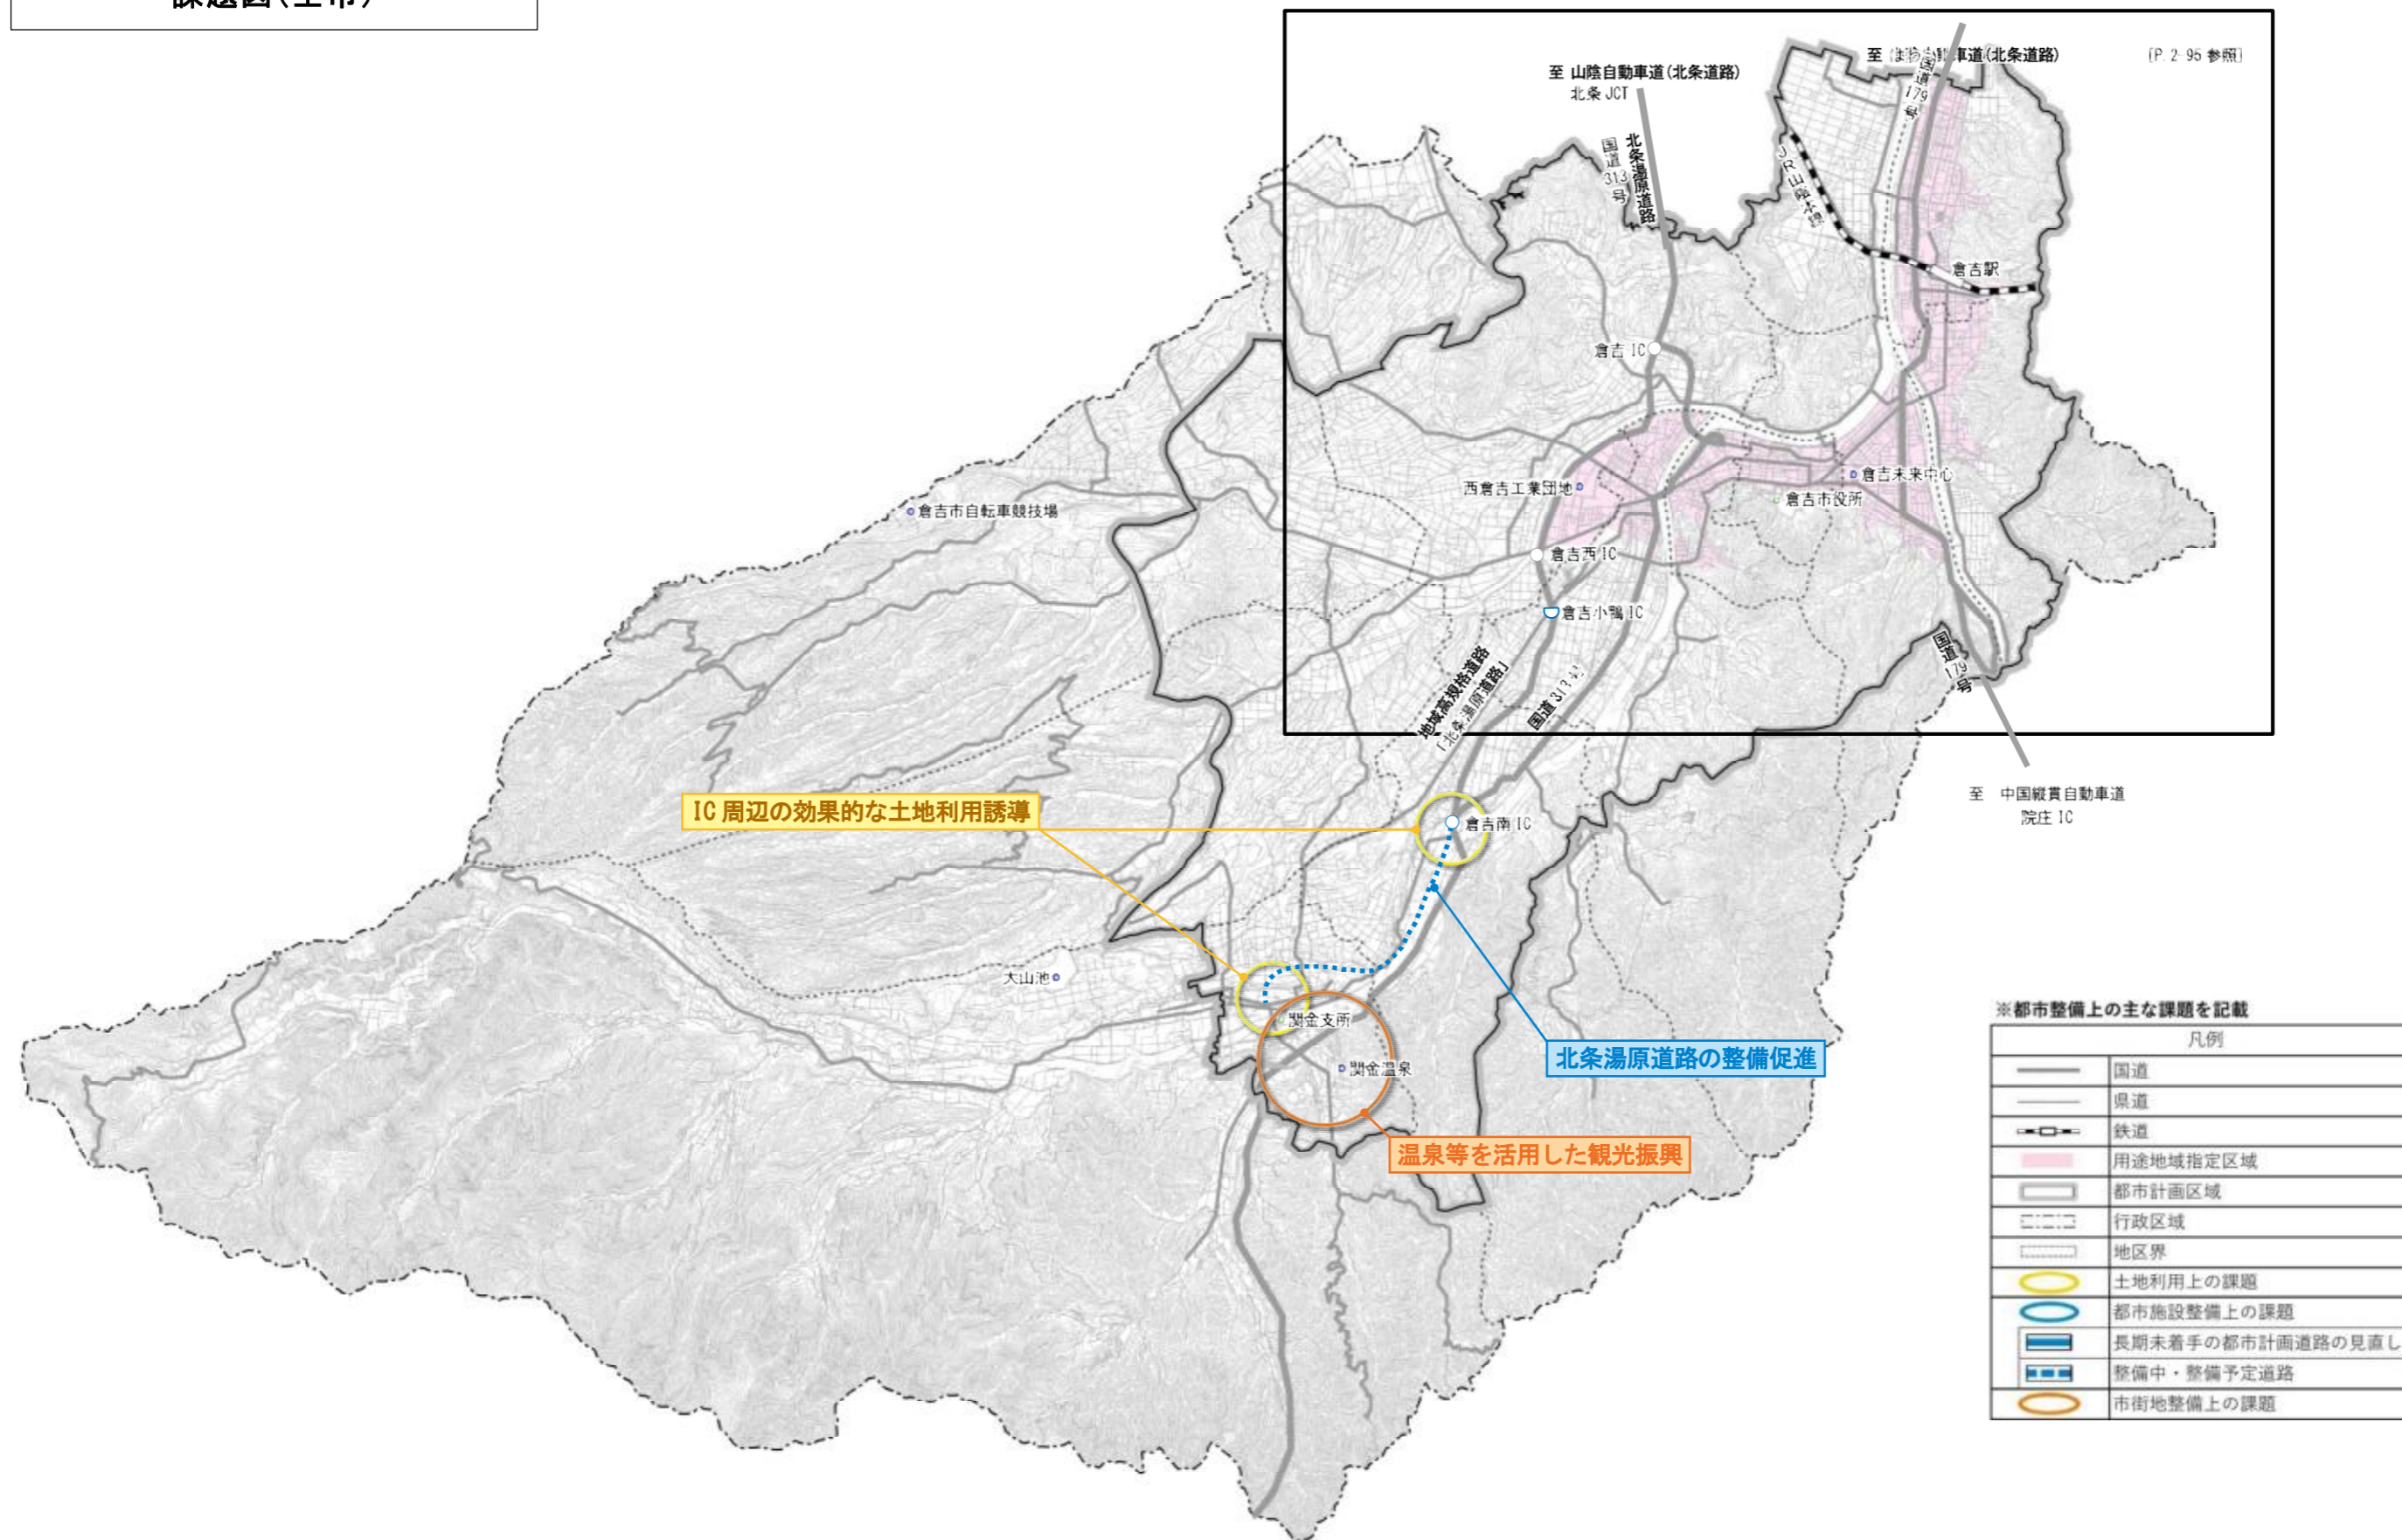 課題図(全市)
[P. 2-95 参照]
至 山陰自動車道(北条道路)
北条 JCT
車道(北条道路)
国道179号
北条湯原道路
国道313号
JR山陰本線
倉吉駅
倉吉 IC
倉吉未来中心
西倉吉工業団地
倉吉市役所
倉吉市自転車競技場
倉吉西 IC
倉吉小鴨 IC
地域高規格道路
「北条湯原道路」
国道313号
国道179号
至 中国縦貫自動車道
院庄 IC
IC 周辺の効果的な土地利用誘導
倉吉南 IC
大山池
関金支所
関金温泉
北条湯原道路の整備促進
温泉等を活用した観光振興
※都市整備上の主な課題を記載
凡例
国道
県道
鉄道
用途地域指定区域
都市計画区域
行政区域
地区界
土地利用上の課題
都市施設整備上の課題
長期未着手の都市計画道路の見直し
整備中・整備予定道路
市街地整備上の課題